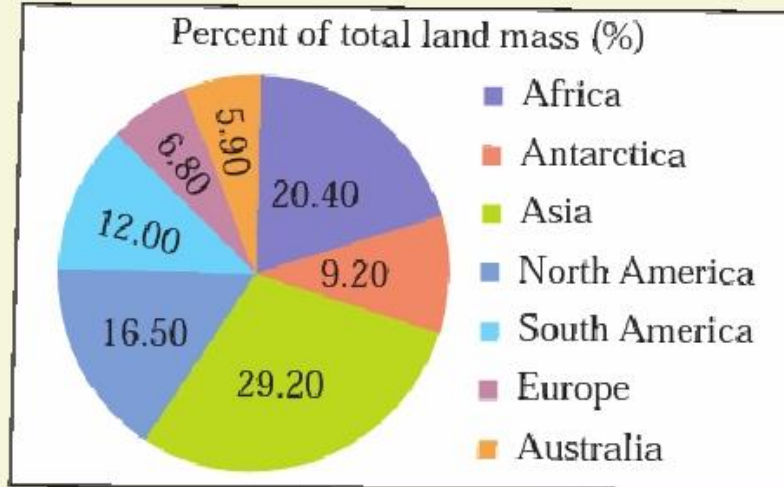 Percent of total land mass (%)
Africa
Antarctica
Asia
North America
South America
Europe
Australia
5.90
6.80
20.40
12.00
9.20
16.50
29.20